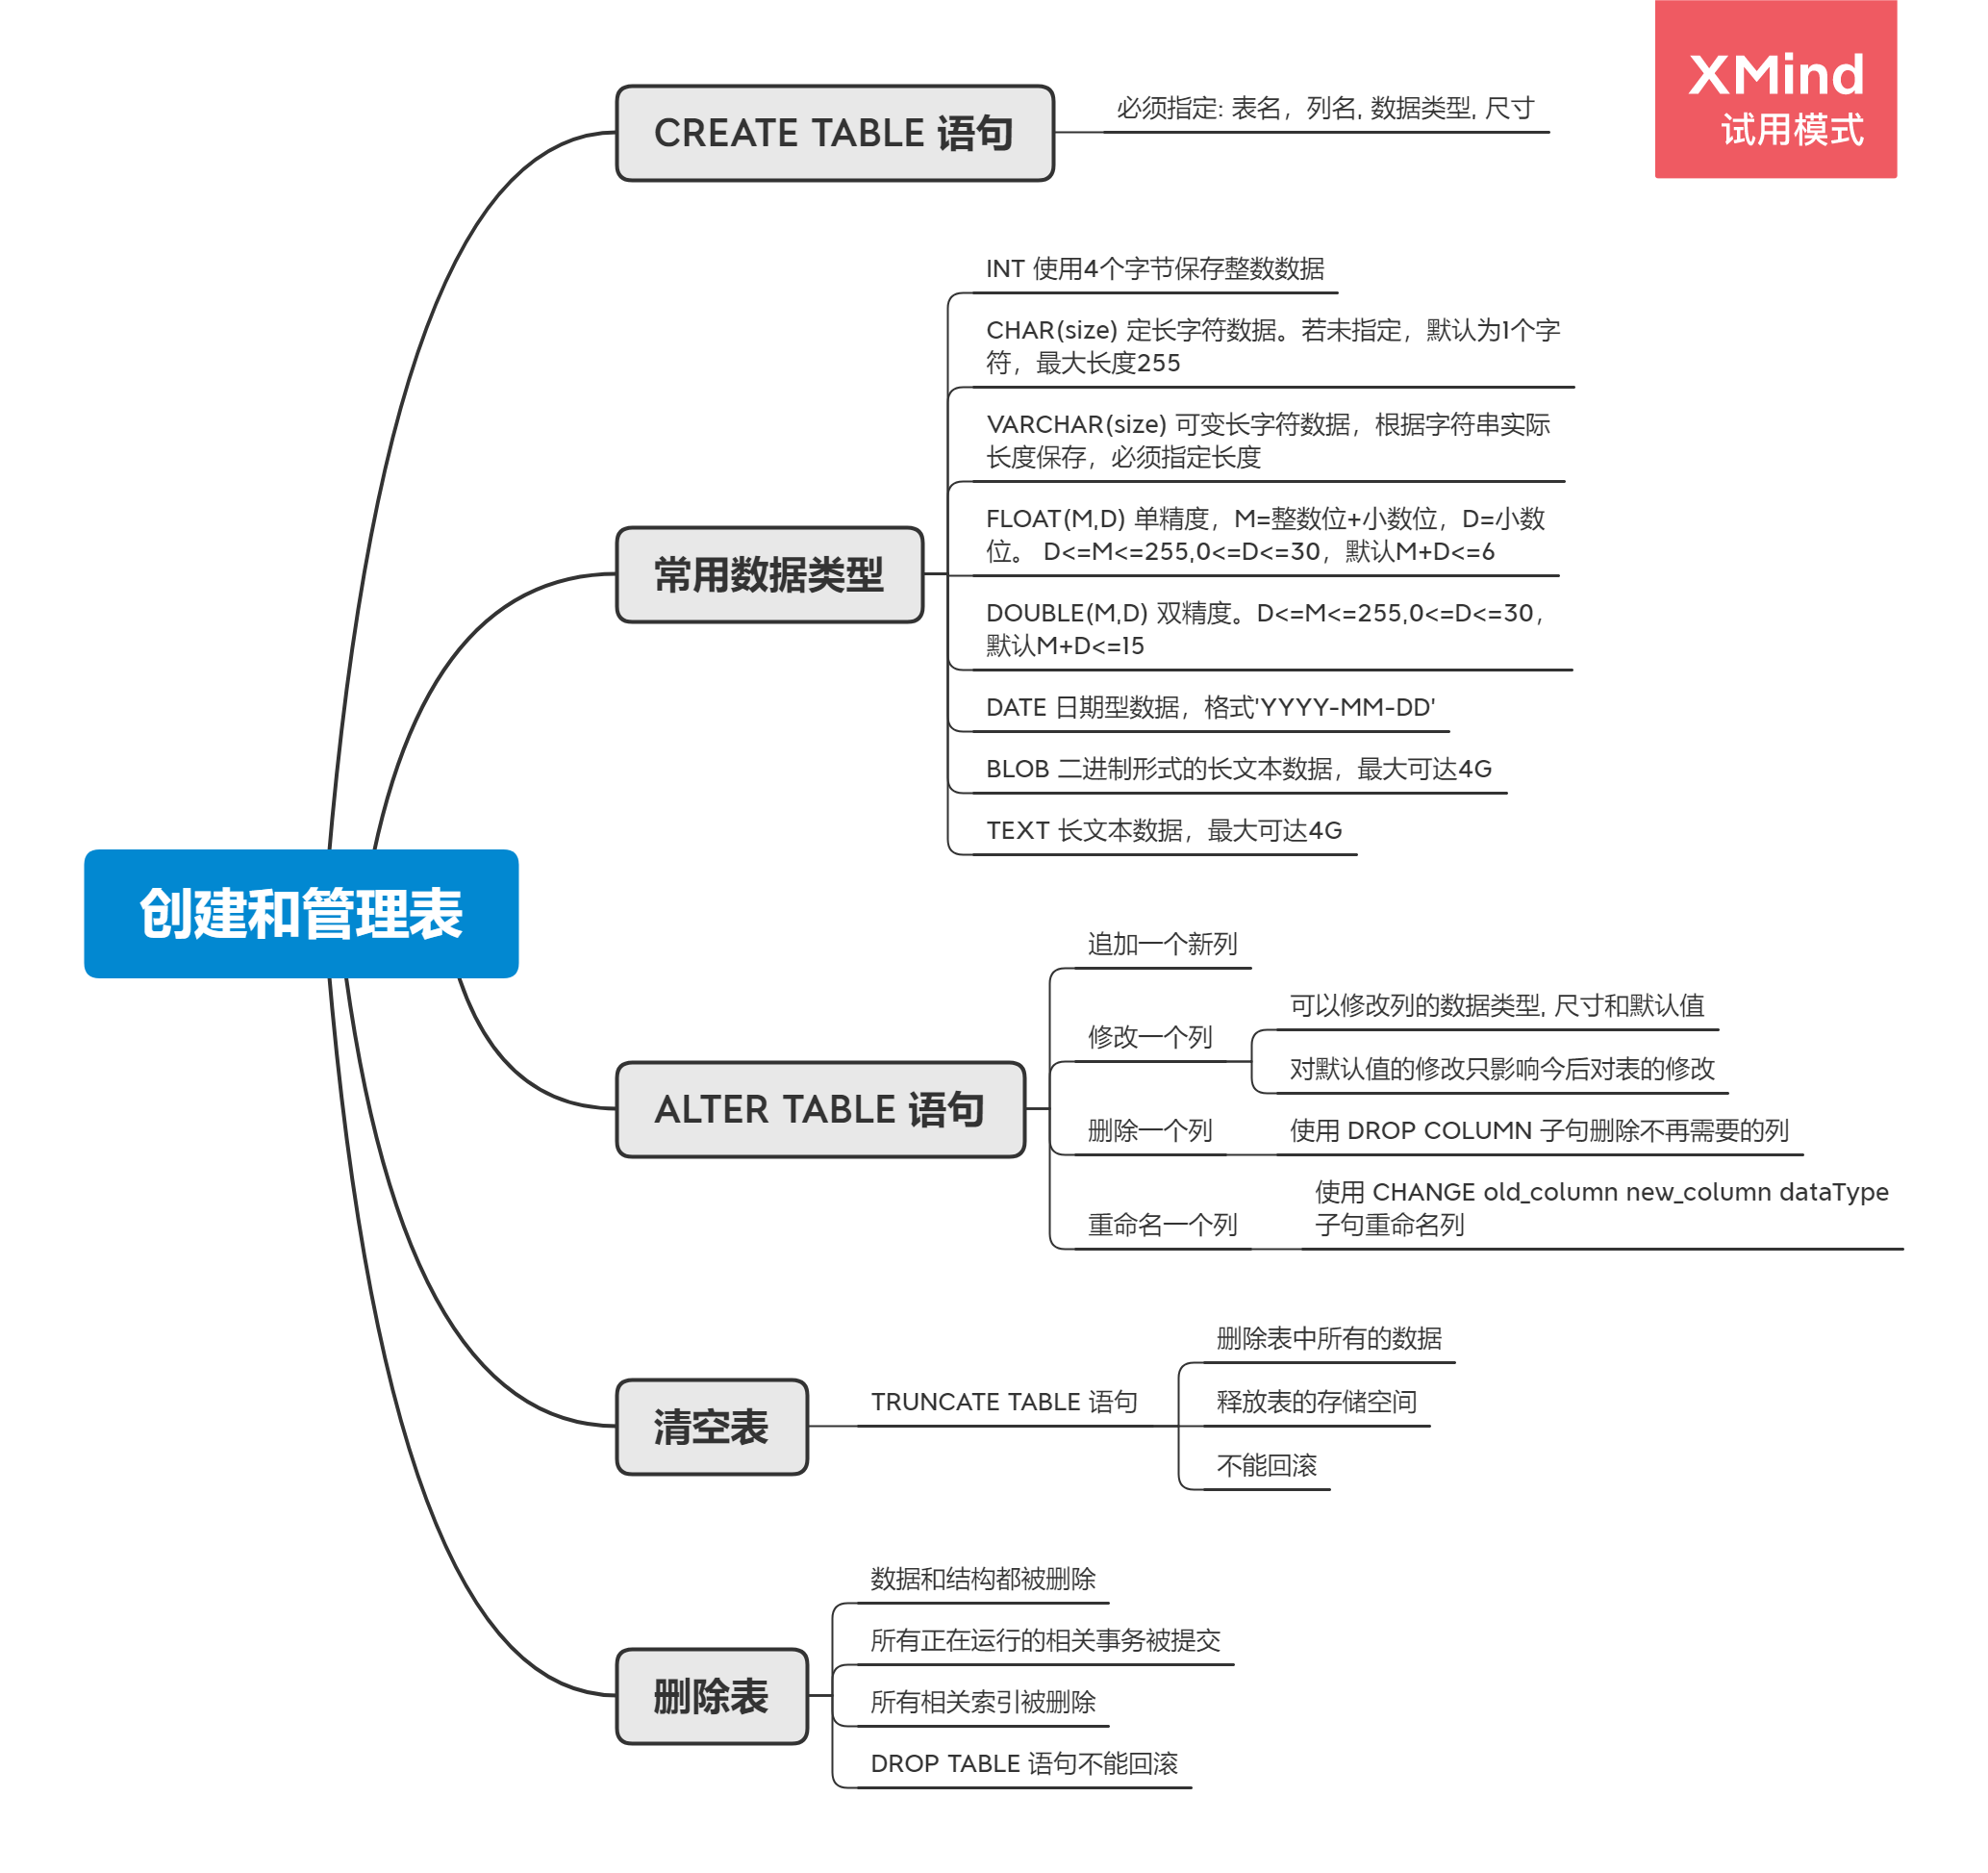 XMind
试用模式
CREATE TABLE 语句
必须指定: 表名，列名, 数据类型, 尺寸
常用数据类型
INT 使用4个字节保存整数数据
CHAR(size) 定长字符数据。若未指定，默认为1个字
符，最大长度255
VARCHAR(size) 可变长字符数据，根据字符串实际
长度保存，必须指定长度
FLOAT(M,D) 单精度，M=整数位+小数位，D=小数
位。 D<=M<=255,0<=D<=30，默认M+D<=6
DOUBLE(M,D) 双精度。D<=M<=255,0<=D<=30，
默认M+D<=15
DATE 日期型数据，格式'YYYY-MM-DD'
BLOB 二进制形式的长文本数据，最大可达4G
TEXT 长文本数据，最大可达4G
创建和管理表
ALTER TABLE 语句
追加一个新列
修改一个列
可以修改列的数据类型, 尺寸和默认值
对默认值的修改只影响今后对表的修改
删除一个列
使用 DROP COLUMN 子句删除不再需要的列
重命名一个列
使用 CHANGE old_column new_column dataType
子句重命名列
清空表
TRUNCATE TABLE 语句
删除表中所有的数据
释放表的存储空间
不能回滚
删除表
数据和结构都被删除
所有正在运行的相关事务被提交
所有相关索引被删除
DROP TABLE 语句不能回滚